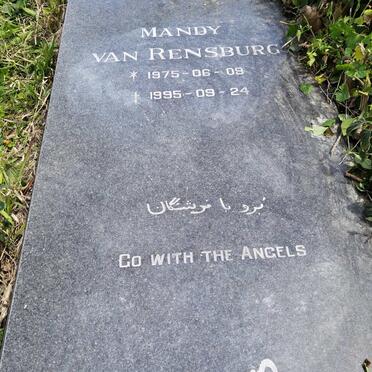 MANDY
VAN RENSBURG
* 1975-06-09
† 1995-09-24
برو با فرشتگان
GO WITH THE ANGELS